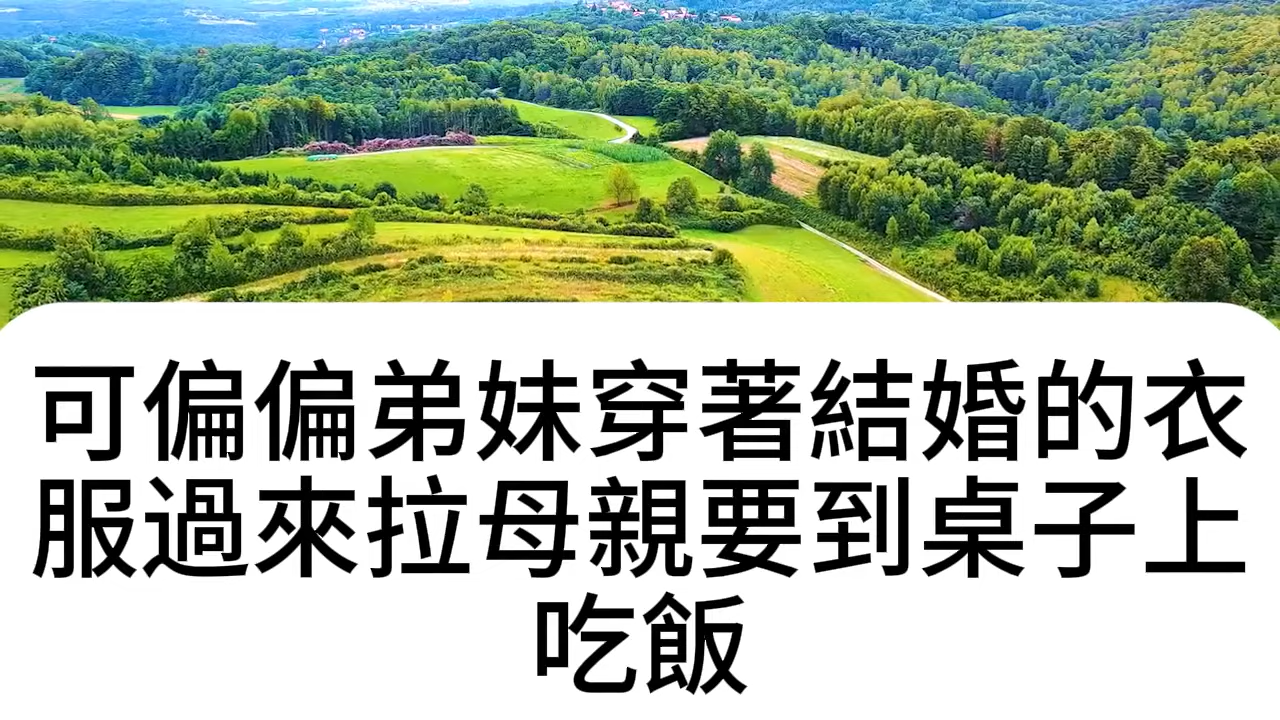 可偏偏弟妹穿著結婚的衣
服過來拉母親要到桌子上
吃飯